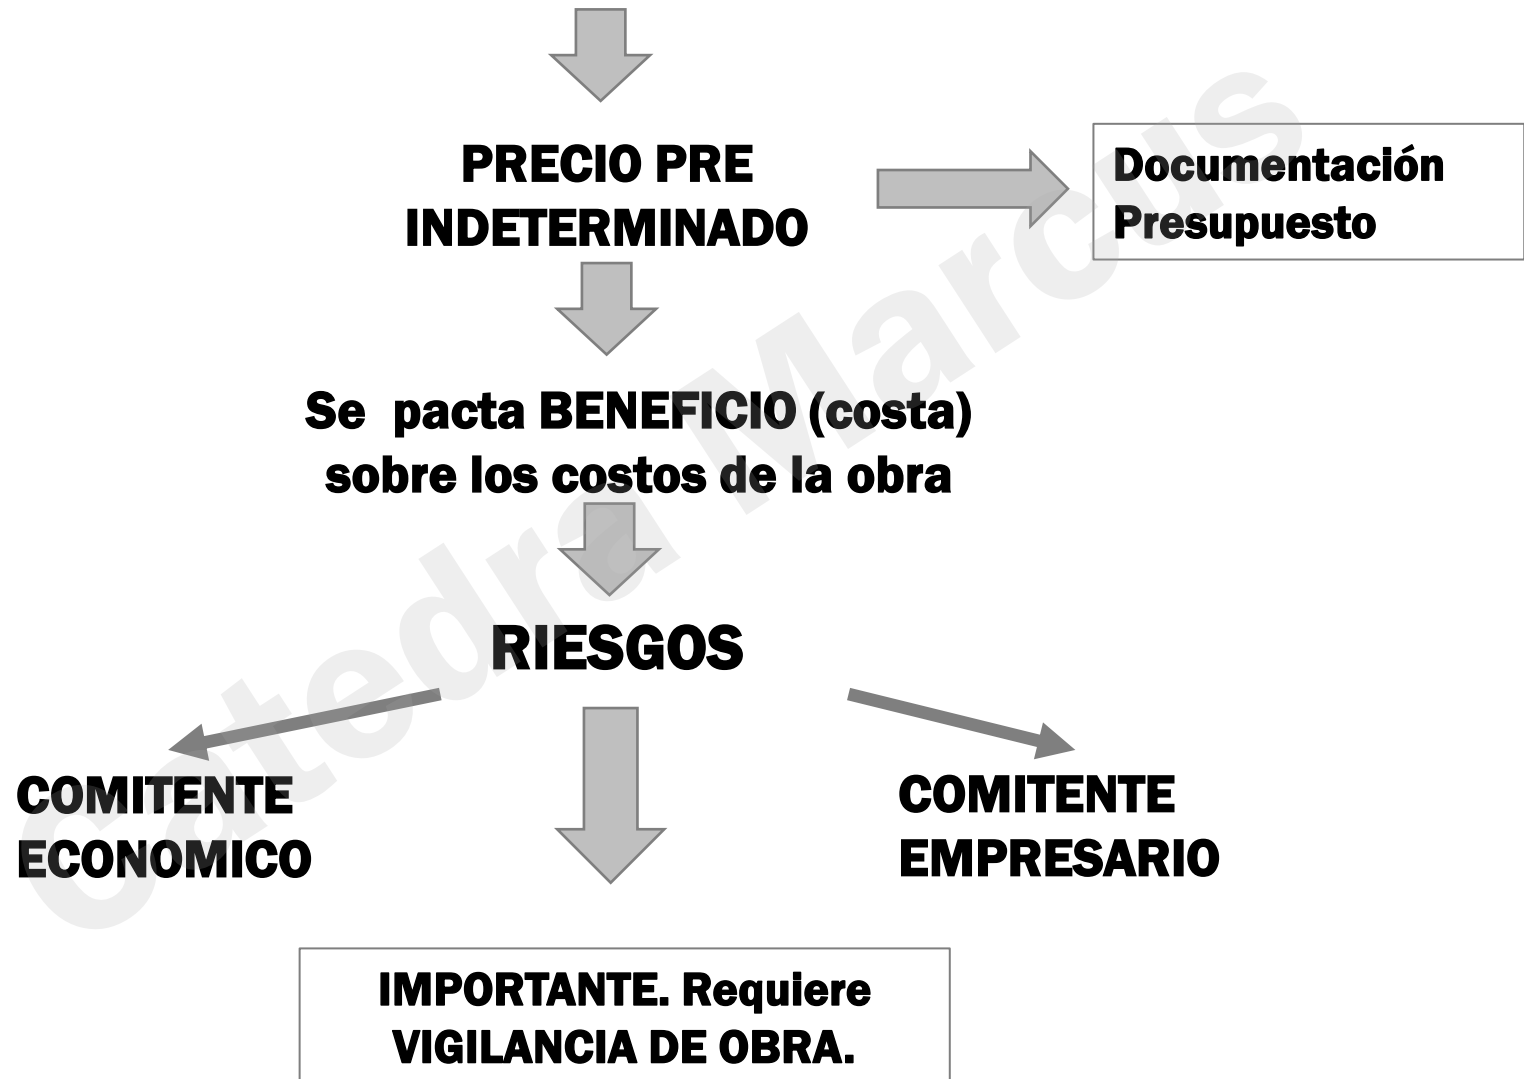 PRECIO PRE
INDETERMINADO
Documentación
Presupuesto
Se pacta BENEFICIO (costa)
sobre los costos de la obra
RIESGOS
COMITENTE
ECONOMICO
COMITENTE
EMPRESARIO
IMPORTANTE. Requiere
VIGILANCIA DE OBRA.
Catedra Marcus